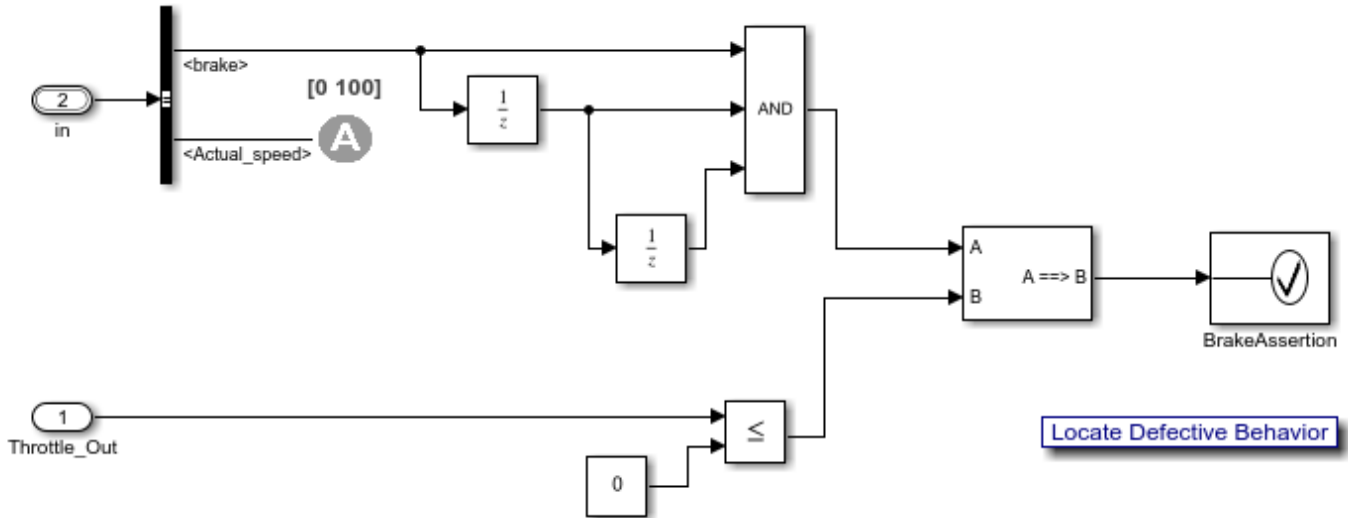 <brake>
[0 100]
2
in
1
z
AND
<Actual_speed>
A
1
z
A
A ==> B
B
BrakeAssertion
1
Throttle_Out
≤
Locate Defective Behavior
0